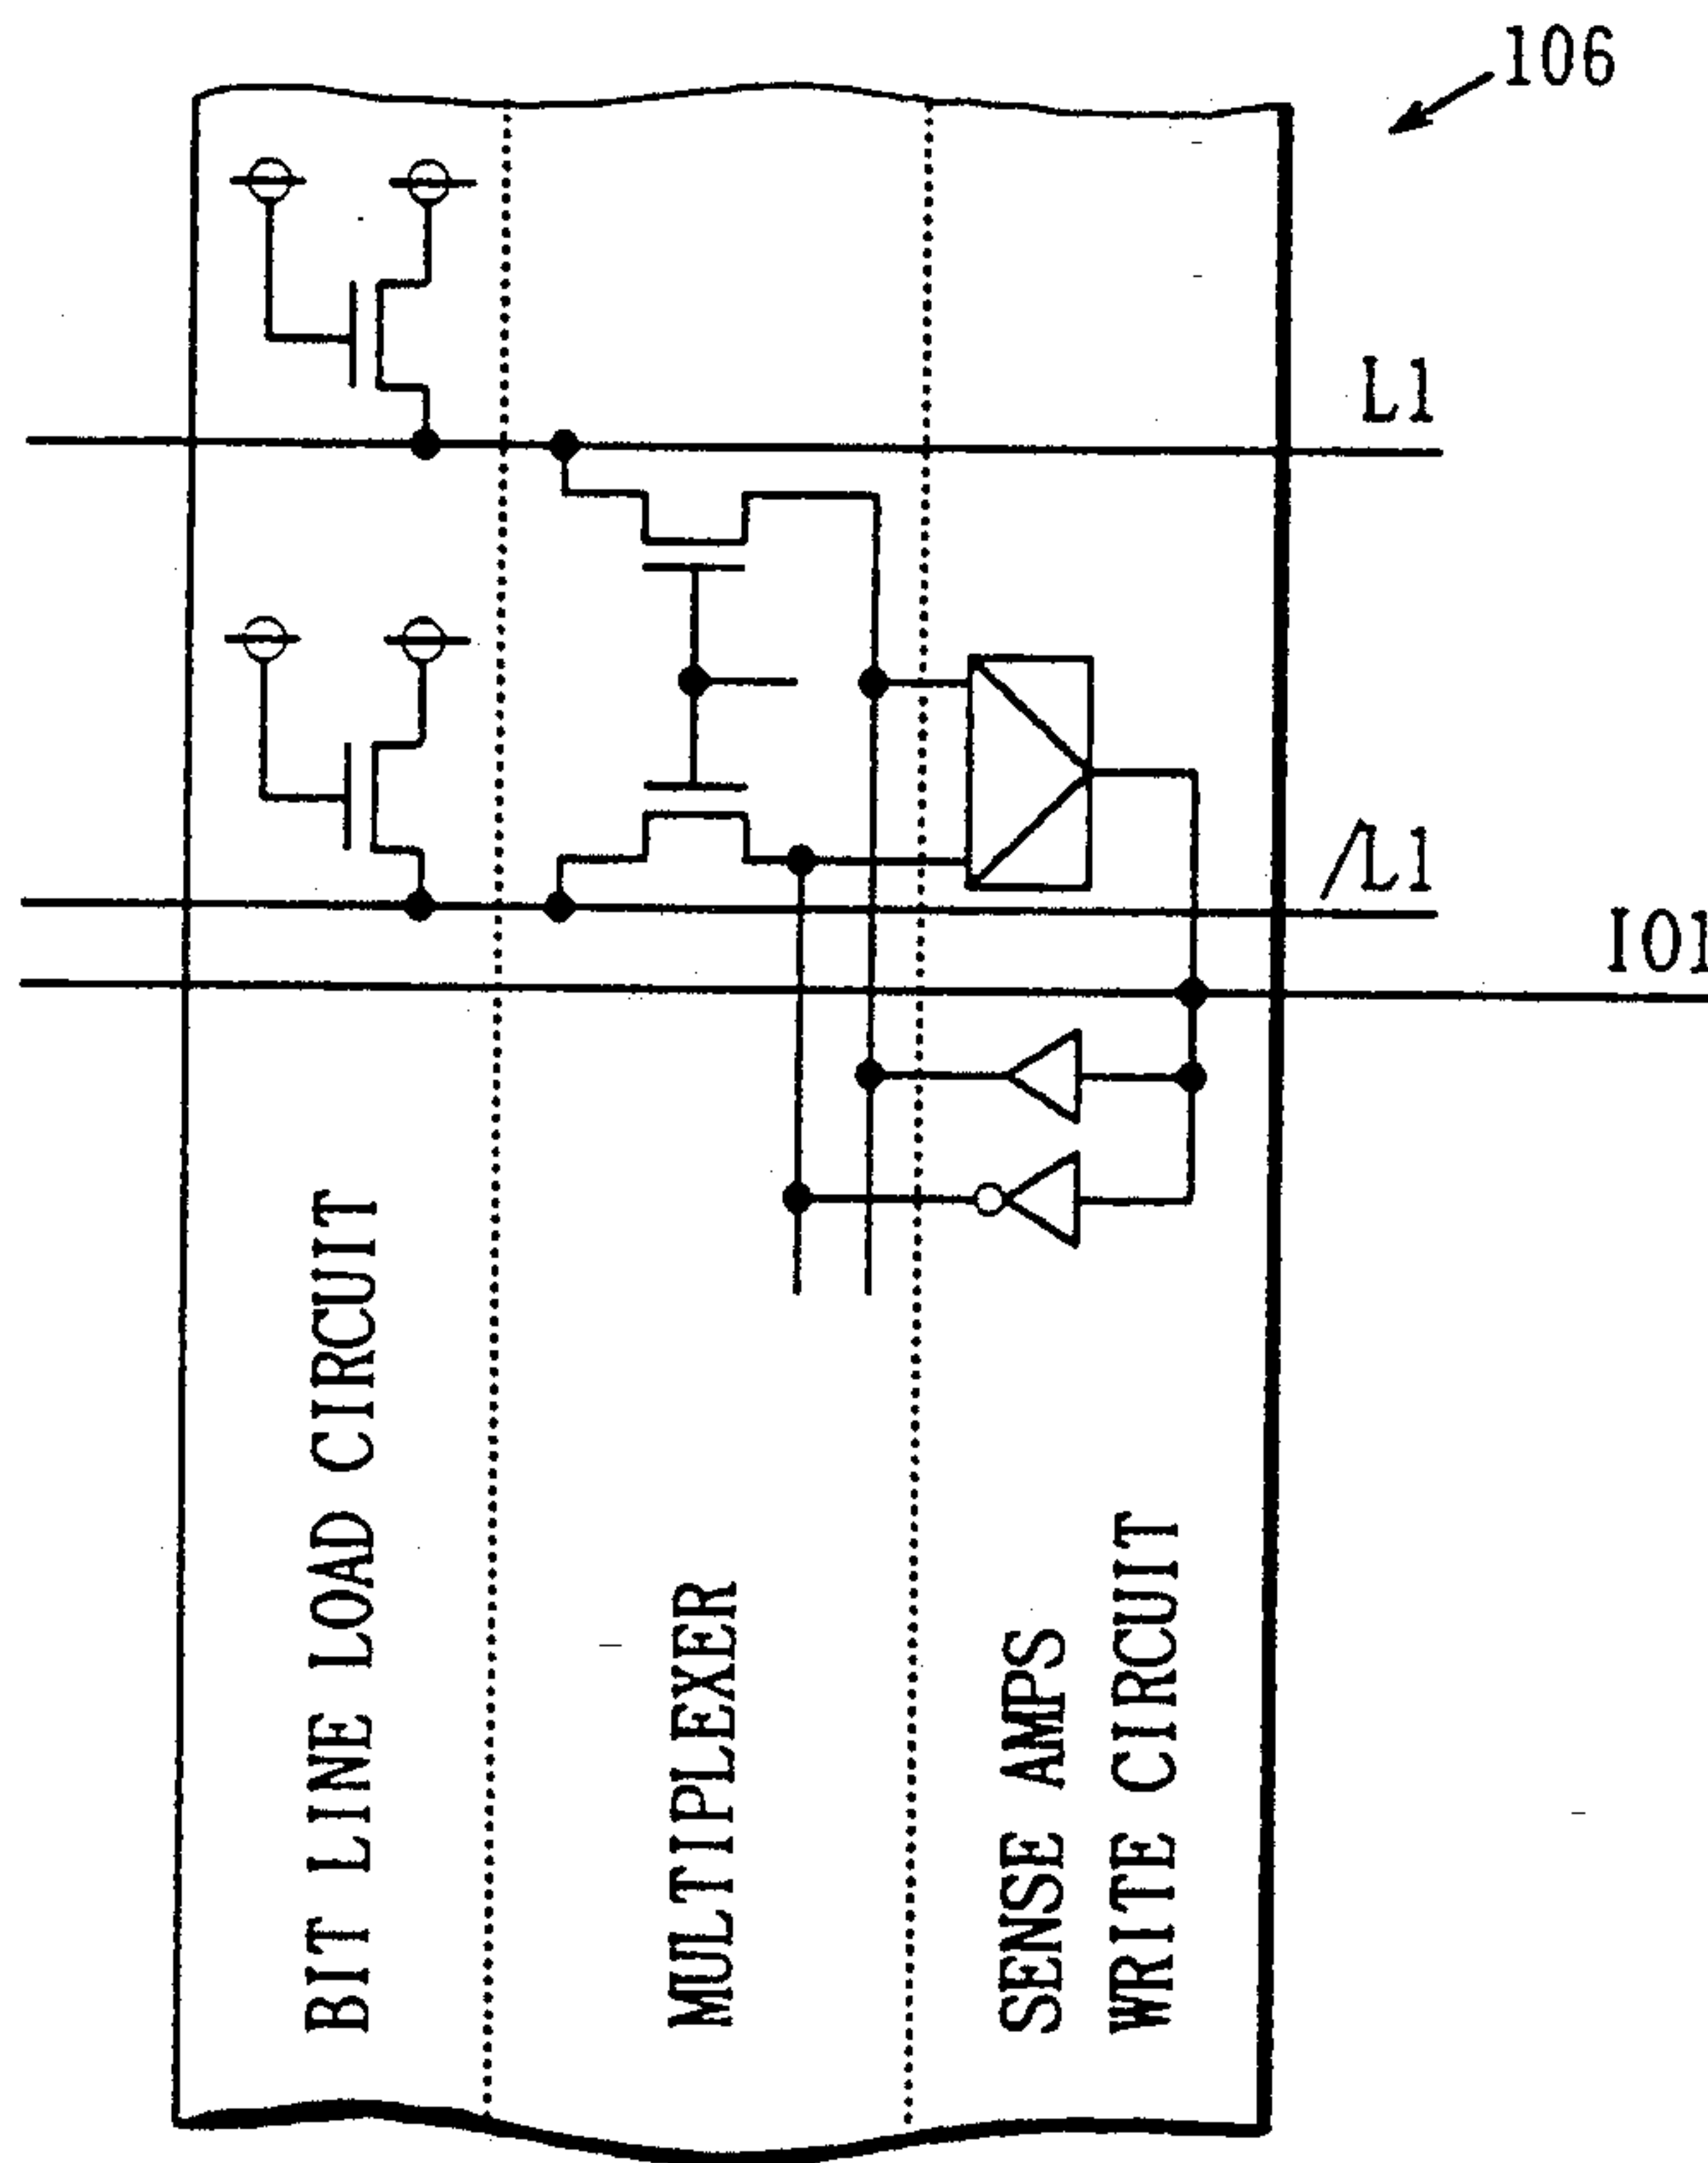 106
L1
/L1
IO1
BIT LINE LOAD CIRCUIT
MULTIPLEXER
SENSE AMPS
WRITE CIRCUIT